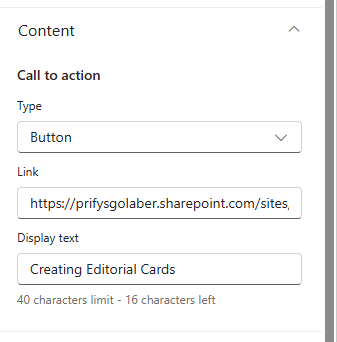 Content
Call to action
Type
Button
Link
https://prifysgolaber.sharepoint.com/sites,
Display text
Creating Editorial Cards
40 characters limit - 16 characters left